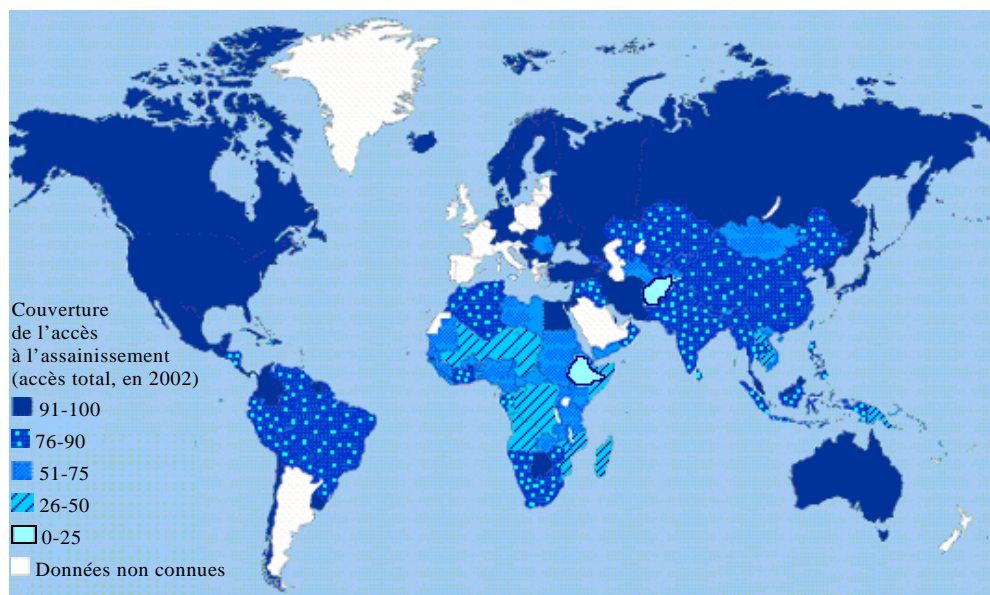 Couverture
de l'accès
à l'assainissement
(accès total, en 2002)
91-100
76-90
51-75
26-50
0-25
Données non connues